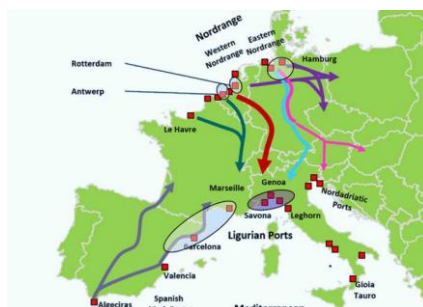 Nordrange
Western
Nordrange
Eastern
Nordrange
Hamburg
Rotterdam
Antwerp
Le Havre
Marseille
Genoa
Savona
Leghorn
Nordadriatic
Ports
Ligurian Ports
Barcelona
Valencia
Spanish
Algeciras
Gioia
Tauro